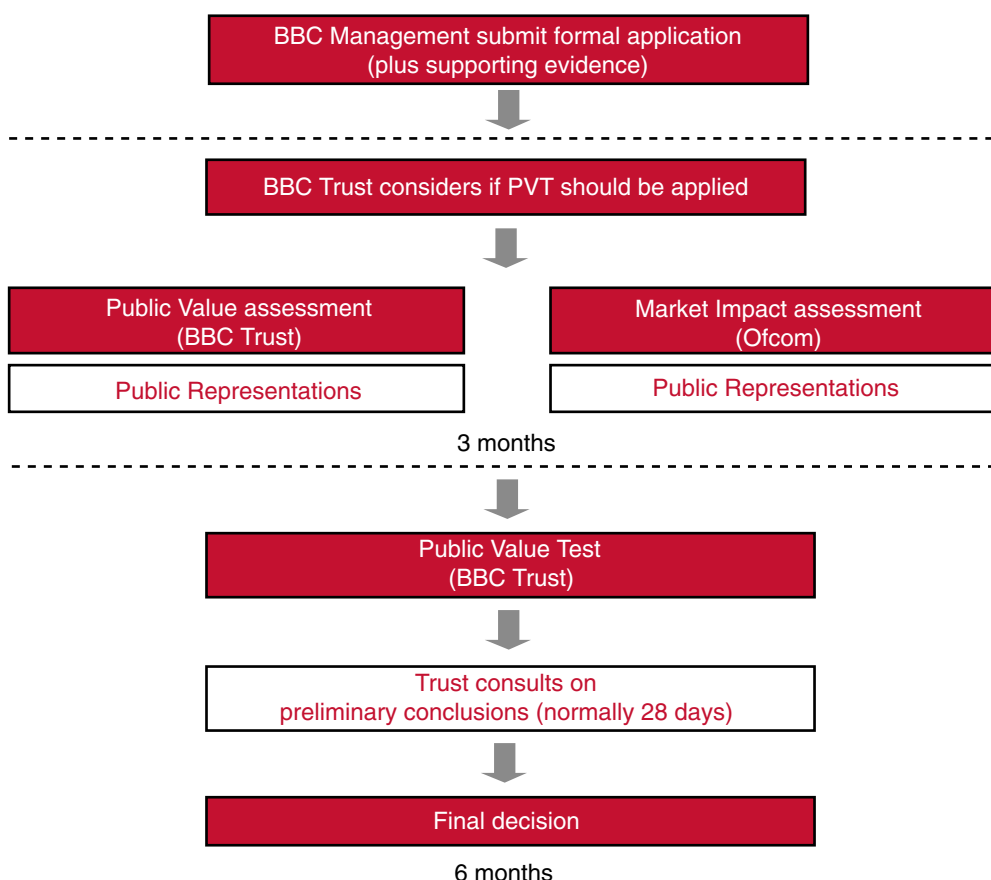 BBC Management submit formal application
(plus supporting evidence)
BBC Trust considers if PVT should be applied
Public Value assessment
(BBC Trust)
Public Representations
Market Impact assessment
(Ofcom)
Public Representations
3 months
Public Value Test
(BBC Trust)
Trust consults on
preliminary conclusions (normally 28 days)
Final decision
6 months